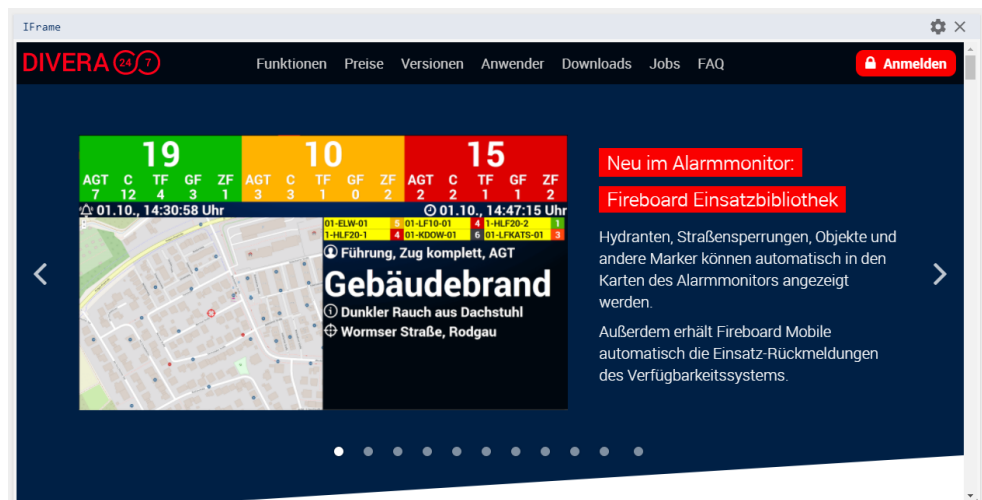 IFrame
DIVERA 24/7
Funktionen Preise Versionen Anwender Downloads Jobs FAQ
Anmelden
19 10 15
AGT C TF GF ZF AGT C TF GF ZF AGT C TF GF ZF
7 12 4 3 1 3 3 1 0 2 2 2 1 1 2
01.10., 14:30:58 Uhr 01.10., 14:47:15 Uhr
01-ELW-01 5 01-LF10-01 4 1-HLF20-2 1
1-HLF20-1 4 01-KDOW-01 6 01-LFKATS-01 3
Führung, Zug komplett, AGT
Gebäudebrand
Dunkler Rauch aus Dachstuhl
Wormser Straße, Rodgau
Neu im Alarmmonitor:
Fireboard Einsatzbibliothek
Hydranten, Straßensperrungen, Objekte und
andere Marker können automatisch in den
Karten des Alarmmonitors angezeigt
werden.
Außerdem erhält Fireboard Mobile
automatisch die Einsatz-Rückmeldungen
des Verfügbarkeitssystems.